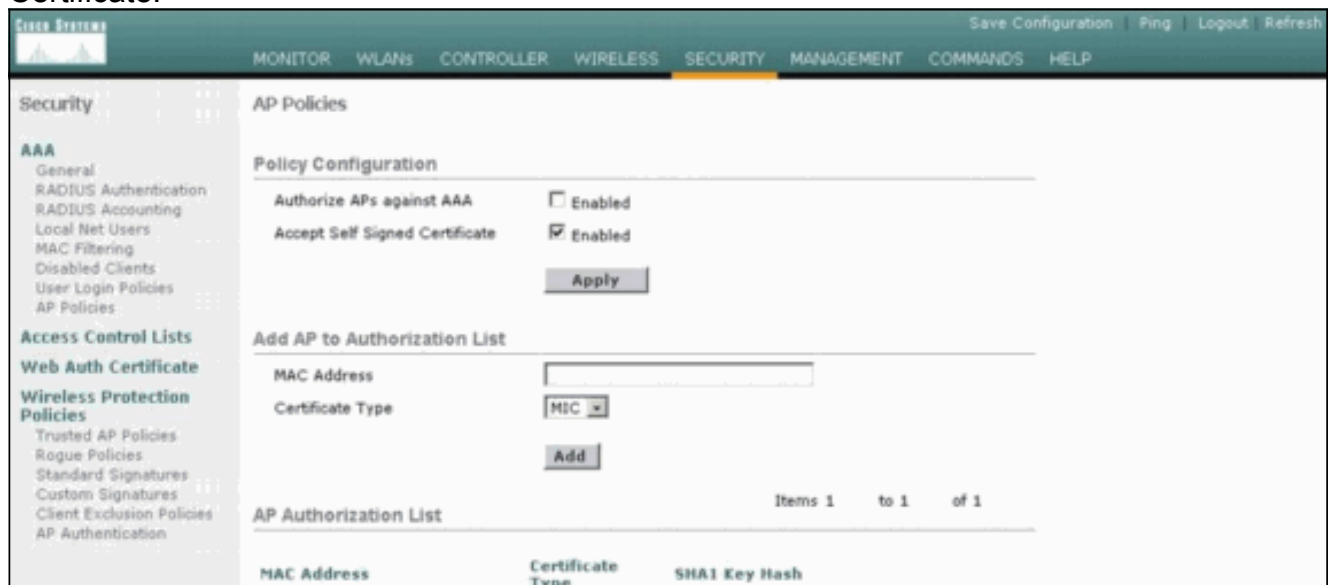 Certificate.
CISCO SYSTEMS
Save Configuration | Ping | Logout | Refresh
MONITOR WLANs CONTROLLER WIRELESS SECURITY MANAGEMENT COMMANDS HELP
Security
AAA
General
RADIUS Authentication
RADIUS Accounting
Local Net Users
MAC Filtering
Disabled Clients
User Login Policies
AP Policies
Access Control Lists
Web Auth Certificate
Wireless Protection
Policies
Trusted AP Policies
Rogue Policies
Standard Signatures
Custom Signatures
Client Exclusion Policies
AP Authentication
AP Policies
Policy Configuration
Authorize APs against AAA Enabled
Accept Self Signed Certificate Enabled
Apply
Add AP to Authorization List
MAC Address
Certificate Type MIC
Add
Items 1 to 1 of 1
AP Authorization List
MAC Address Certificate Type SHA1 Key Hash